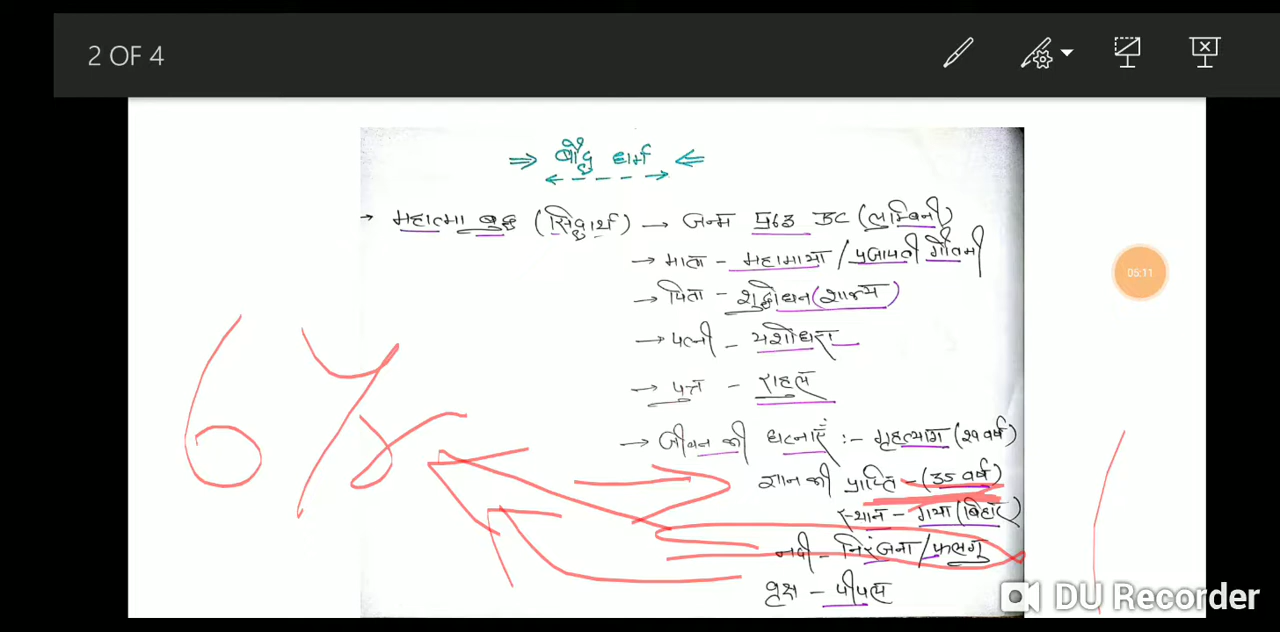 2 OF 4
⇒ बौद्ध धर्म ⇐
→ महात्मा बुद्ध (सिद्धार्थ) → जन्म 563 BC (लुम्बिनी)
→ माता - महामाया / प्रजापती गौतमी
05:11
→ पिता - शुद्धोधन (शाक्य)
→ पत्नी - यशोधरा
→ पुत्र - राहुल
→ जीवन की घटनाएँ :- गृहत्याग (29 वर्ष)
ज्ञान की प्राप्ति - (35 वर्ष)
स्थान - गया (बिहार)
नदी - निरंजना / फल्गु
वृक्ष - पीपल
DU Recorder